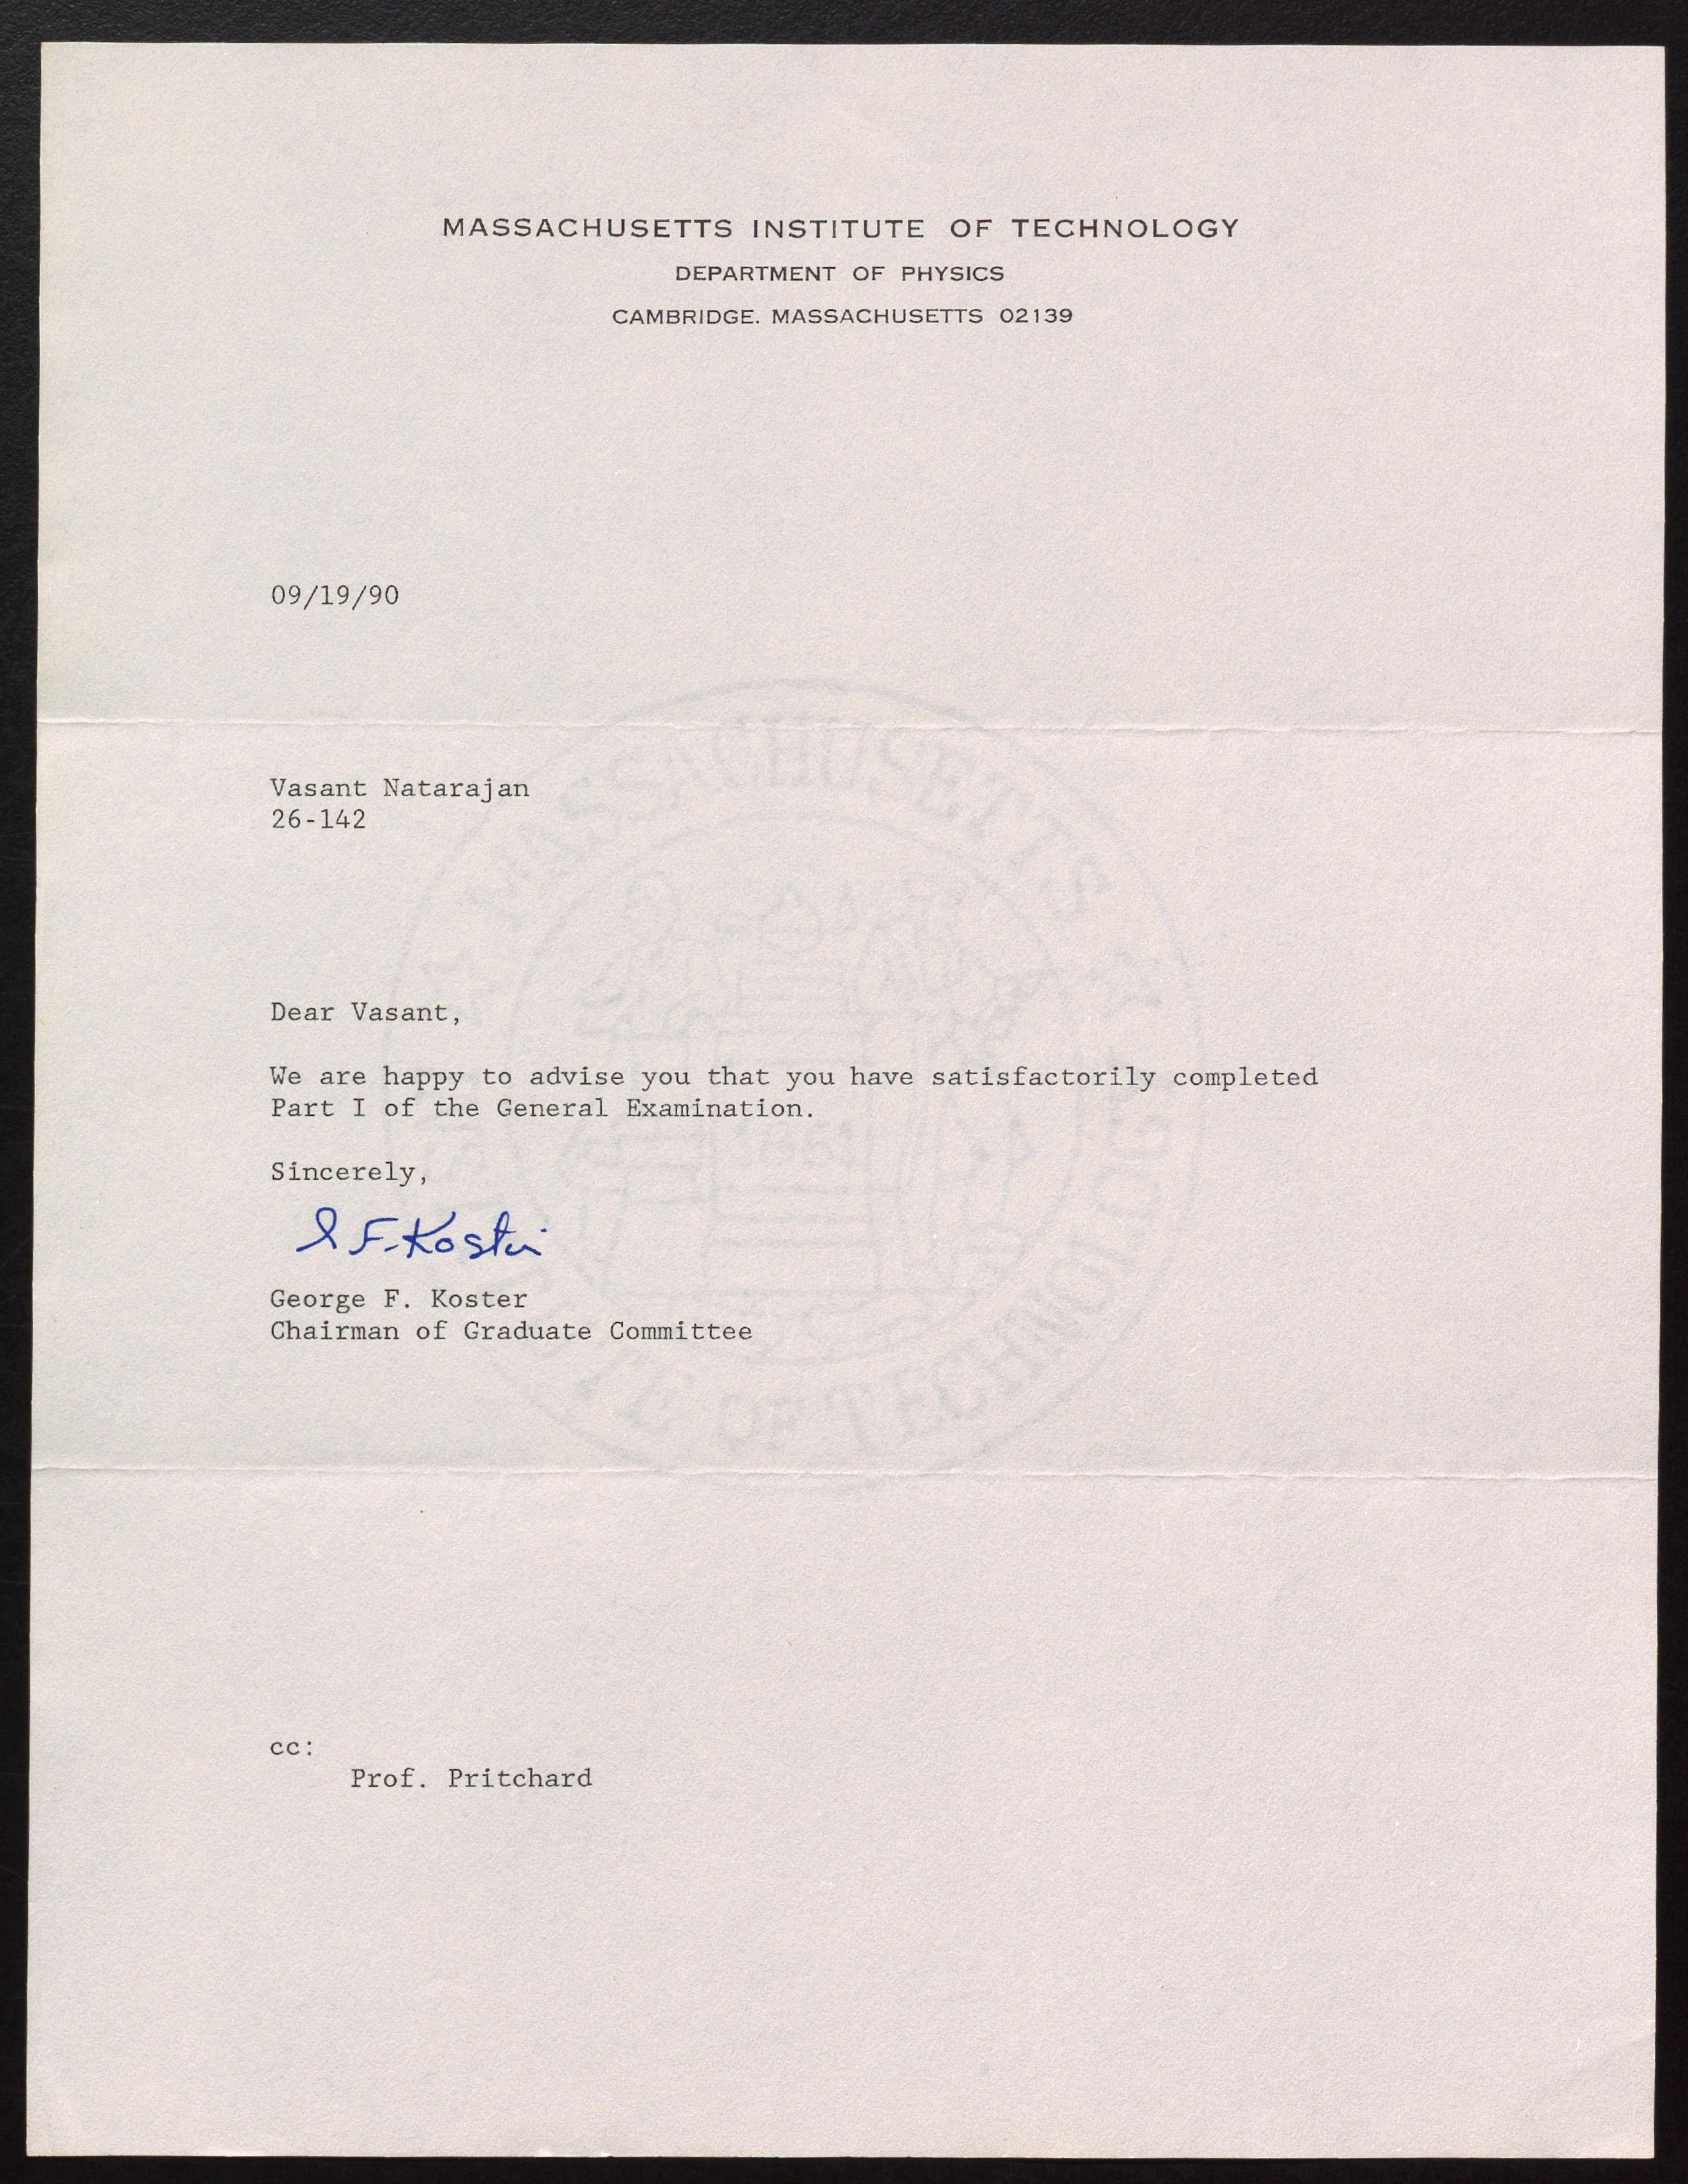 MASSACHUSETTS INSTITUTE OF TECHNOLOGY
DEPARTMENT OF PHYSICS
CAMBRIDGE. MASSACHUSETTS 02139
09/19/90
Vasant Natarajan
26-142
Dear Vasant,
We are happy to advise you that you have satisfactorily completed
Part I of the General Examination.
Sincerely,
G F. Koster
George F. Koster
Chairman of Graduate Committee
cc:
Prof. Pritchard